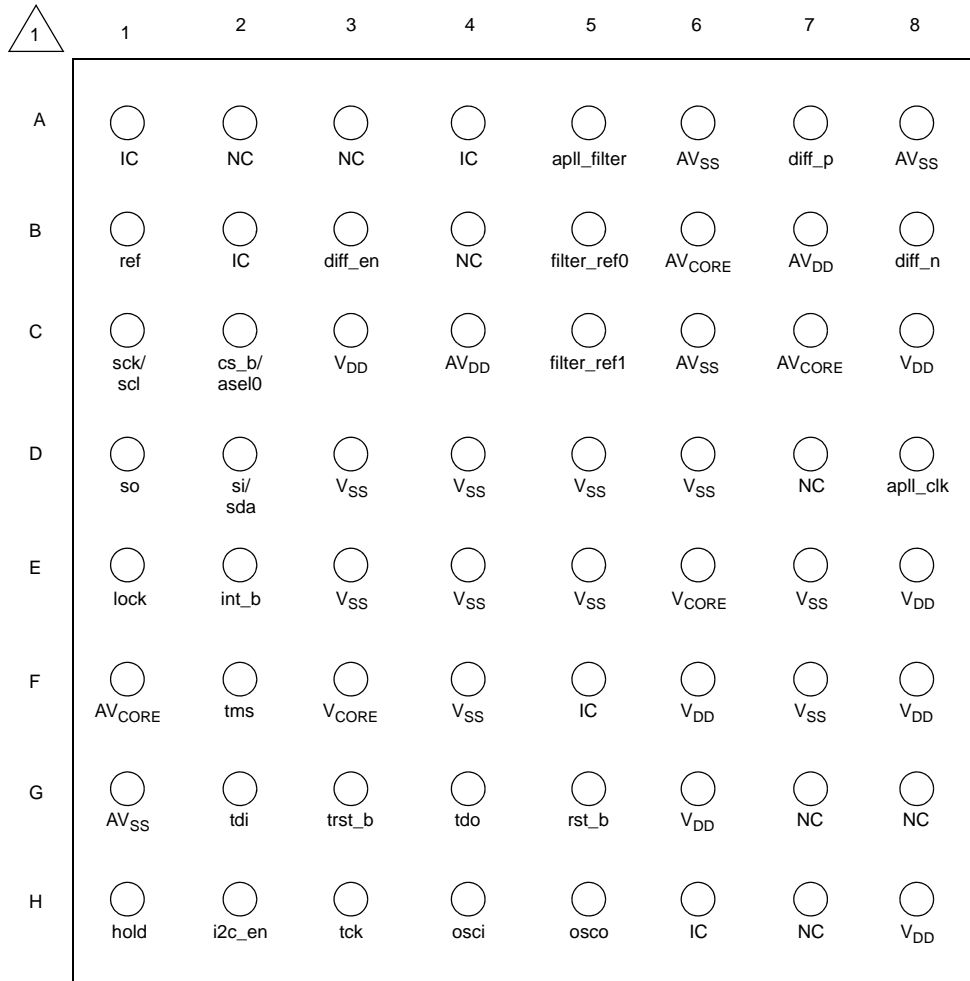 1 1 2 3 4 5 6 7 8
A
IC NC NC IC apll_filter AVSS diff_p AVSS
B
ref IC diff_en NC filter_ref0 AVCORE AVDD diff_n
C
sck/ cs_b/ VDD AVDD filter_ref1 AVSS AVCORE VDD
scl asel0
D
so si/ VSS VSS VSS VSS NC apll_clk
sda
E
lock int_b VSS VSS VSS VCORE VSS VDD
F
AVCORE tms VCORE VSS IC VDD VSS VDD
G
AVSS tdi trst_b tdo rst_b VDD NC NC
H
hold i2c_en tck osci osco IC NC VDD